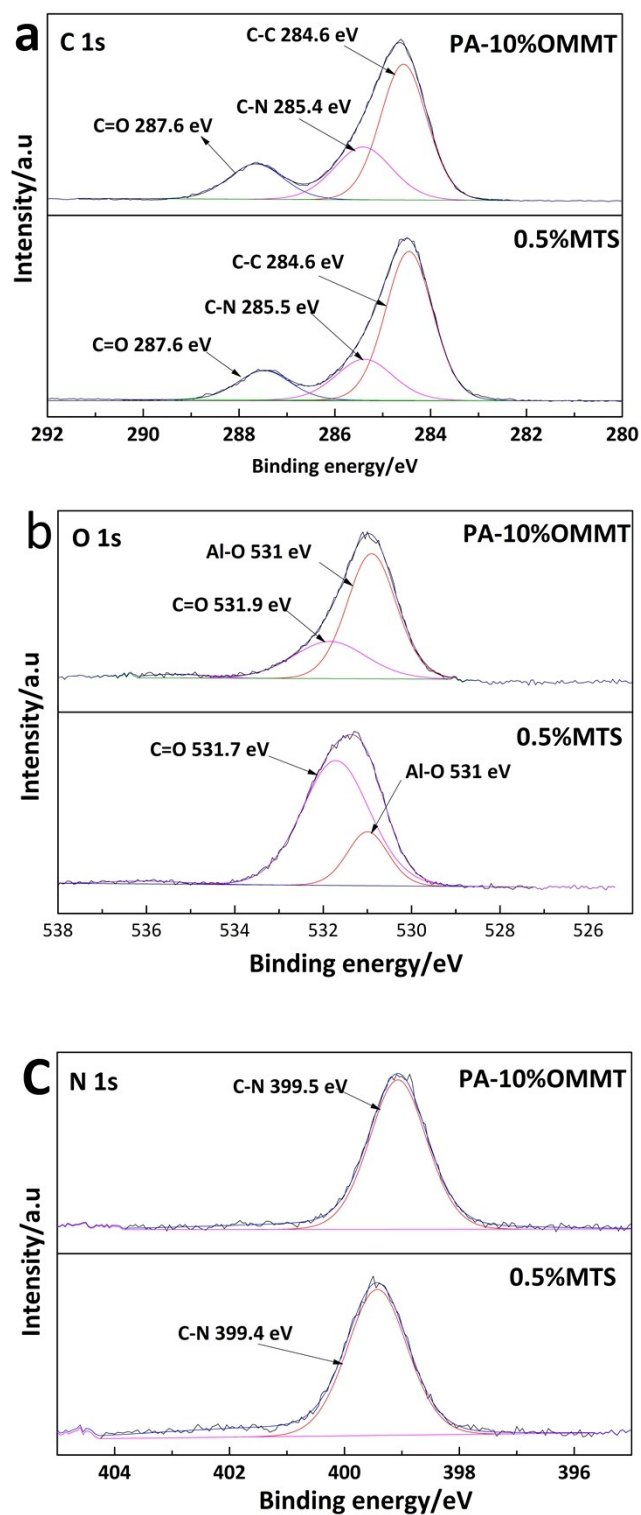 a
C 1s
PA-10%OMMT
C-C 284.6 eV
C-N 285.4 eV
C=O 287.6 eV
0.5%MTS
C-C 284.6 eV
C-N 285.5 eV
C=O 287.6 eV
Intensity/a.u
292 290 288 286 284 282 280
Binding energy/eV
b
O 1s
PA-10%OMMT
Al-O 531 eV
C=O 531.9 eV
0.5%MTS
C=O 531.7 eV
Al-O 531 eV
Intensity/a.u
538 536 534 532 530 528 526
Binding energy/eV
C
N 1s
PA-10%OMMT
C-N 399.5 eV
0.5%MTS
C-N 399.4 eV
Intensity/a.u
Intensity/a.u
404 402 400 398 396
Binding energy/eV